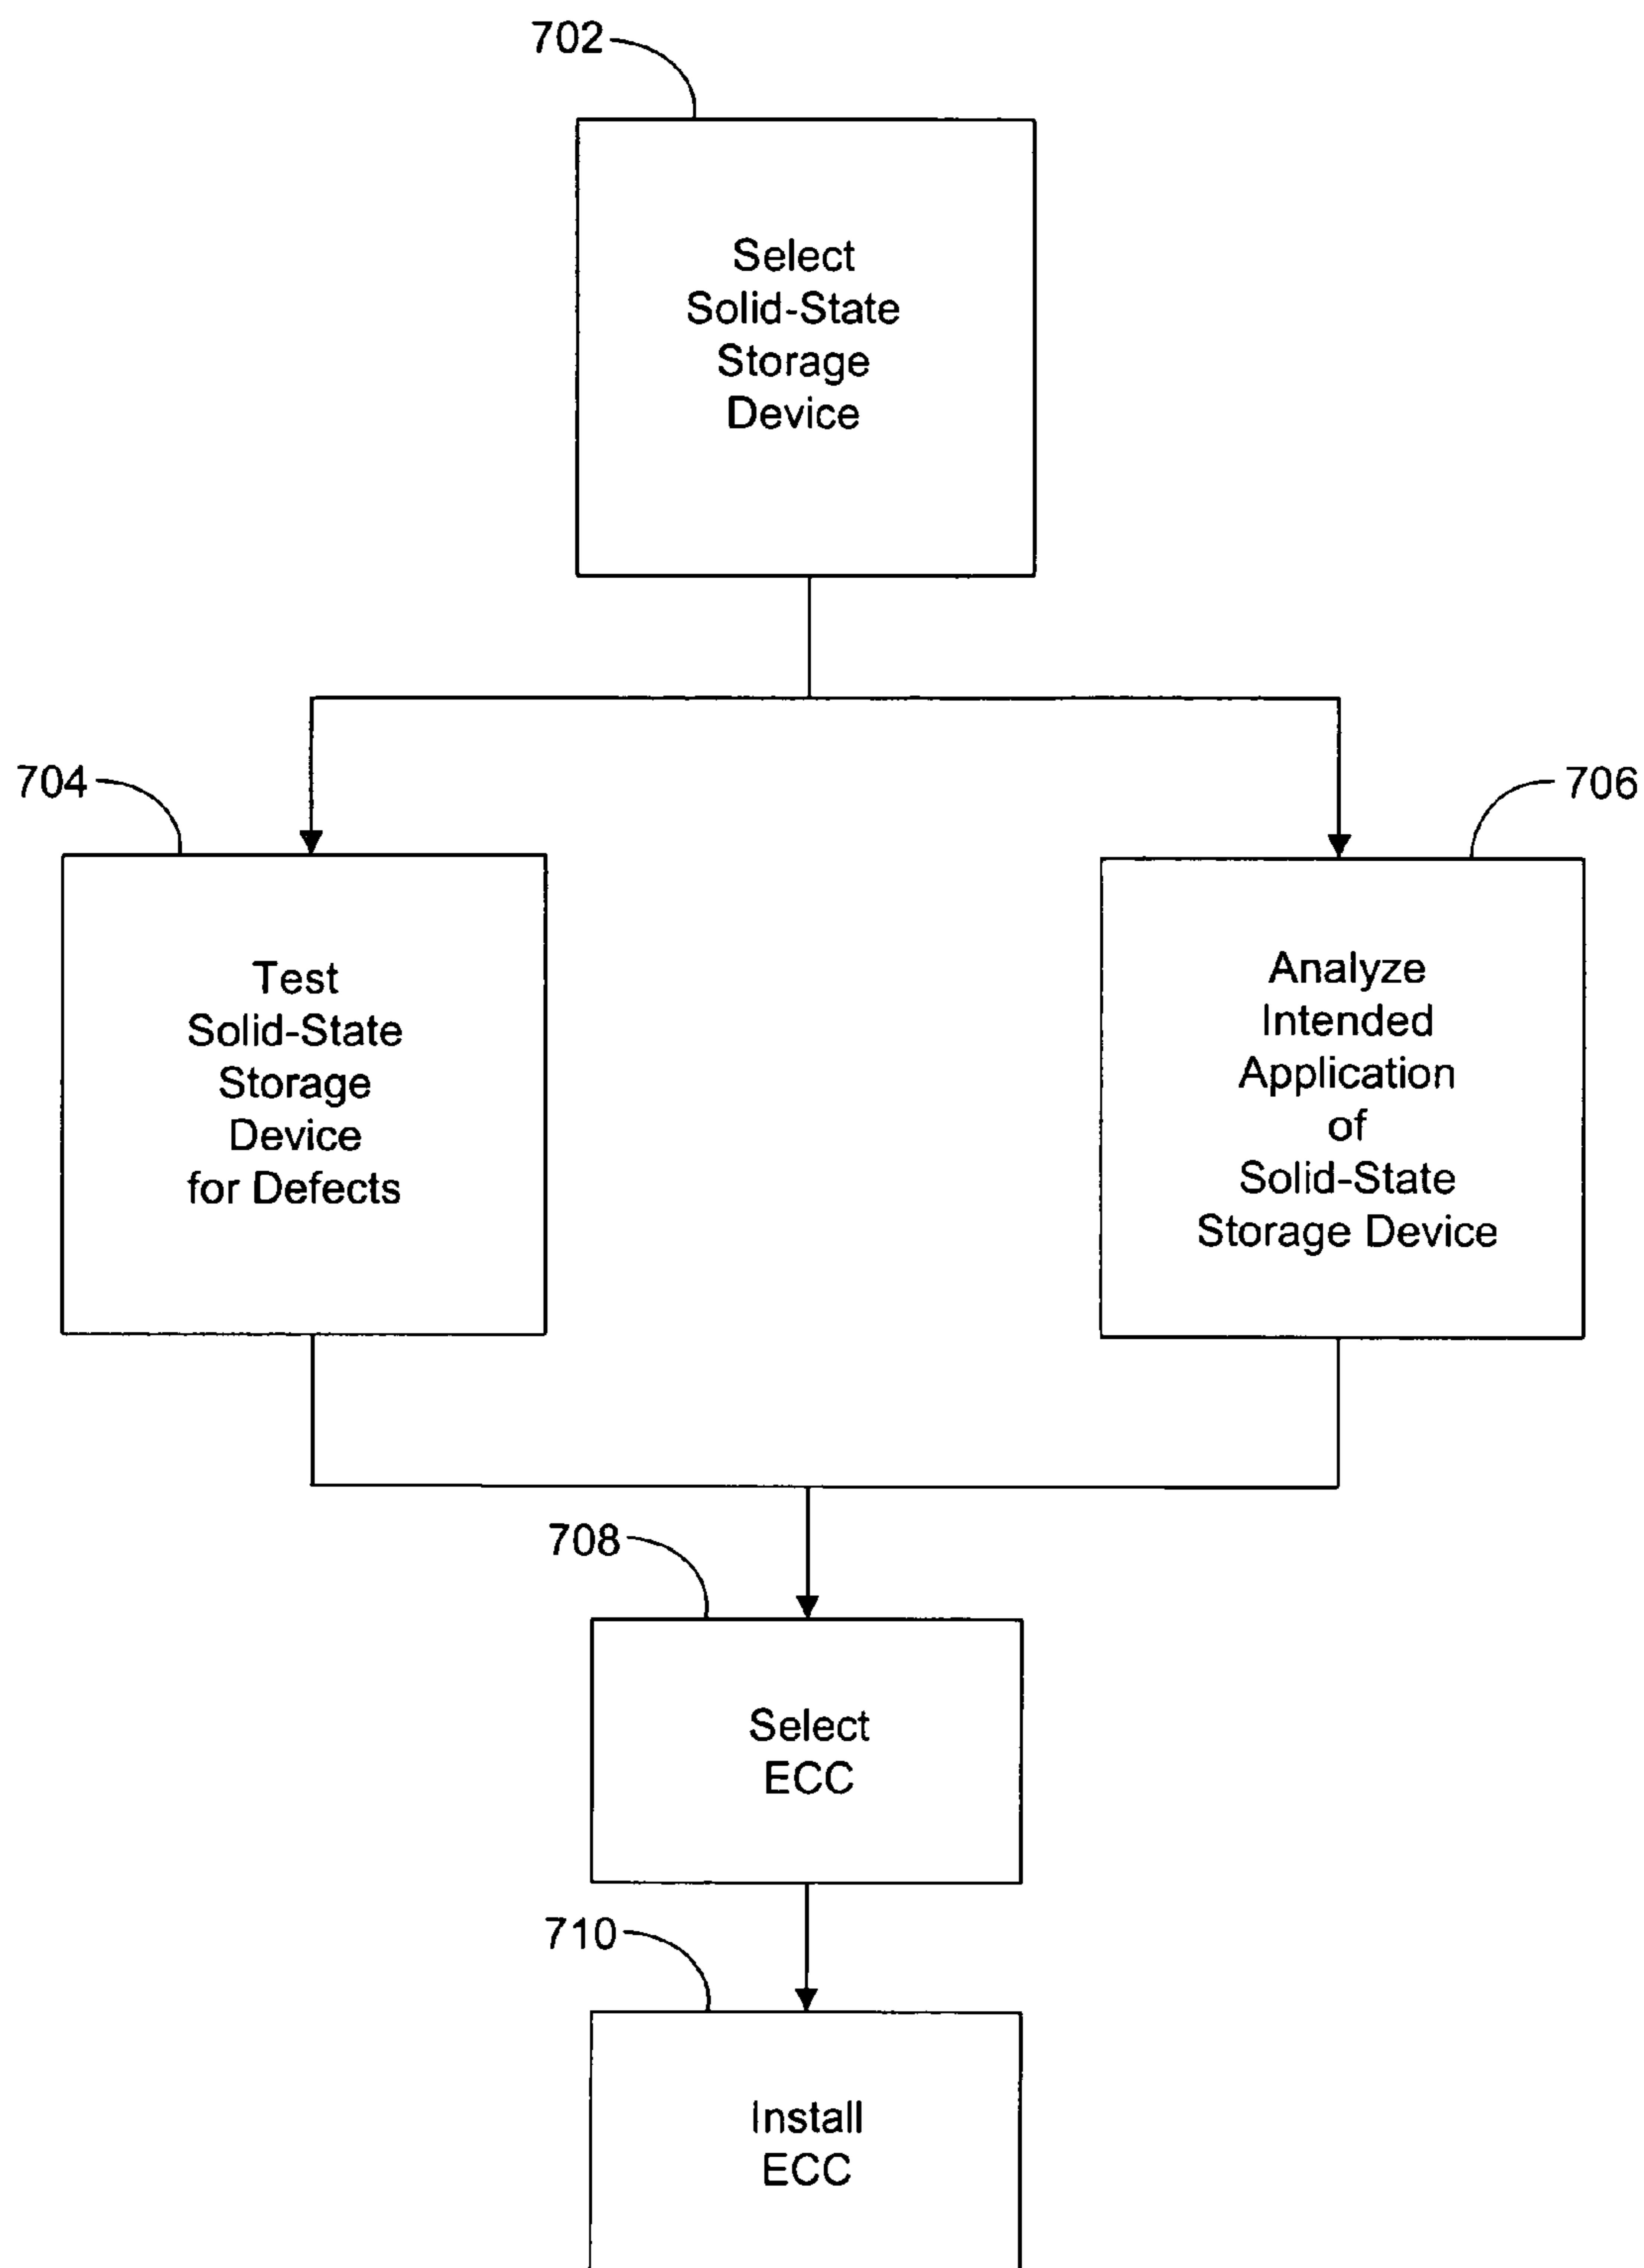 702
Select
Solid-State
Storage
Device
704
706
Test
Solid-State
Storage
Device
for Defects
Analyze
Intended
Application
of
Solid-State
Storage Device
708
Select
ECC
710
Install
ECC